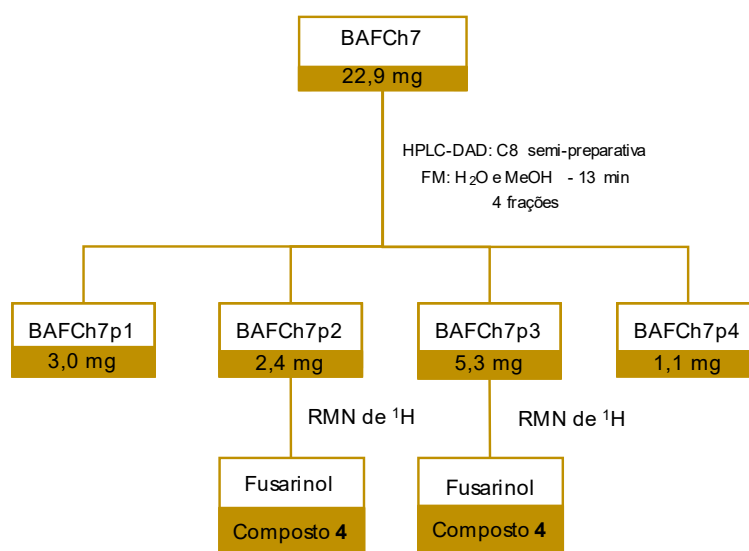 BAFCh7
22,9 mg
HPLC-DAD: C8 semi-preparativa
FM: H₂O e MeOH - 13 min
4 frações
BAFCh7p1
3,0 mg
BAFCh7p2
2,4 mg
BAFCh7p3
5,3 mg
BAFCh7p4
1,1 mg
RMN de ¹H
RMN de ¹H
Fusarinol
Composto 4
Fusarinol
Composto 4